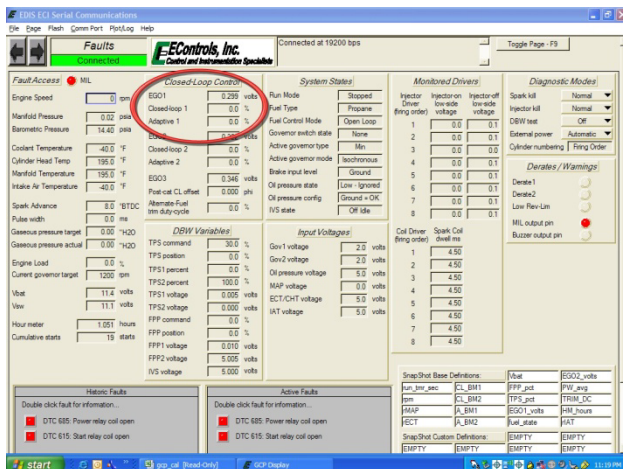 EDIS ECI Serial Communications
File Page Flash Comm Port Plot/Log Help
Faults
Connected
EControls, Inc.
Control and Instrumentation Specialists
Connected at 19200 bps
Toggle Page - F9
Fault Access MIL
Engine Speed 0 rpm
Manifold Pressure 0.02 psia
Barometric Pressure 14.40 psia
Coolant Temperature -40.0 °F
Cylinder Head Temp 195.0 °F
Manifold Temperature 195.0 °F
Intake Air Temperature -40.0 °F
Spark Advance 8.0 °BTDC
Pulse width 0.0 ms
Gaseous pressure target 0.00 "H2O
Gaseous pressure actual 0.00 "H2O
Engine Load 0.0 %
Current governor target 1200 rpm
Vbat 11.4 volts
Vsw 11.1 volts
Hour meter 1.051 hours
Cumulative starts 19 starts
Closed-Loop Control
EGO1 0.299 volts
Closed-loop 1 0.0 %
Adaptive 1 0.0 %
volts
Closed-loop 2 0.0 %
Adaptive 2 0.0 %
EGO3 0.346 volts
Post-cat CL offset 0.000 phi
Alternate-Fuel
trim duty-cycle 0.0 %
DBW Variables
TPS command 30.0 %
TPS position 0.0 %
TPS1 percent 0.0 %
TPS2 percent 100.0 %
TPS1 voltage 0.005 volts
TPS2 voltage 0.000 volts
FPP command 0.0 %
FPP position 0.0 %
FPP1 voltage 0.010 volts
FPP2 voltage 5.005 volts
IVS voltage 5.000 volts
System States
Run Mode Stopped
Fuel Type Propane
Fuel Control Mode Open Loop
Governor switch state None
Active governor type Min
Active governor mode Isochronous
Brake input level Ground
Oil pressure state Low - Ignored
Oil pressure config Ground = OK
IVS state Off Idle
Input Voltages
Gov1 voltage 2.0 volts
Gov2 voltage 2.0 volts
Oil pressure voltage 5.0 volts
MAP voltage 0.0 volts
ECT/CHT voltage 5.0 volts
IAT voltage 5.0 volts
Monitored Drivers
Injector Injector-on Injector-off
Driver low-side low-side
(firing order) voltage voltage
1 0.0 0.1
2 0.0 0.1
3 0.0 0.0
4 0.0 0.1
5 0.0 0.1
6 0.0 0.1
7 0.0 0.1
8 0.0 0.1
Coil Driver Spark Coil
(firing order) dwell ms
1 4.50
2 4.50
3 4.50
4 4.50
5 4.50
6 4.50
7 4.50
8 4.50
Diagnostic Modes
Spark kill Normal
Injector kill Normal
DBW test Off
External power Automatic
Cylinder numbering Firing Order
Derates / Warnings
Derate1
Derate2
Low Rev-Lim
MIL output pin
Buzzer output pin
Historic Faults
Double click fault for information...
DTC 685: Power relay coil open
DTC 615: Start relay coil open
Active Faults
Double click fault for information...
DTC 685: Power relay coil open
DTC 615: Start relay coil open
SnapShot Base Definitions: Vbat EGO2_volts
run_tmr_sec CL_BM1 FPP_pct PW_avg
rpm CL_BM2 TPS_pct TRIM_DC
rMAP A_BM1 EGO1_volts HM_hours
rECT A_BM2 fuel_state rIAT
SnapShot Custom Definitions: EMPTY EMPTY
EMPTY EMPTY EMPTY EMPTY
start
gcp_cal [Read-Only]
GCP Display
11:19 PM